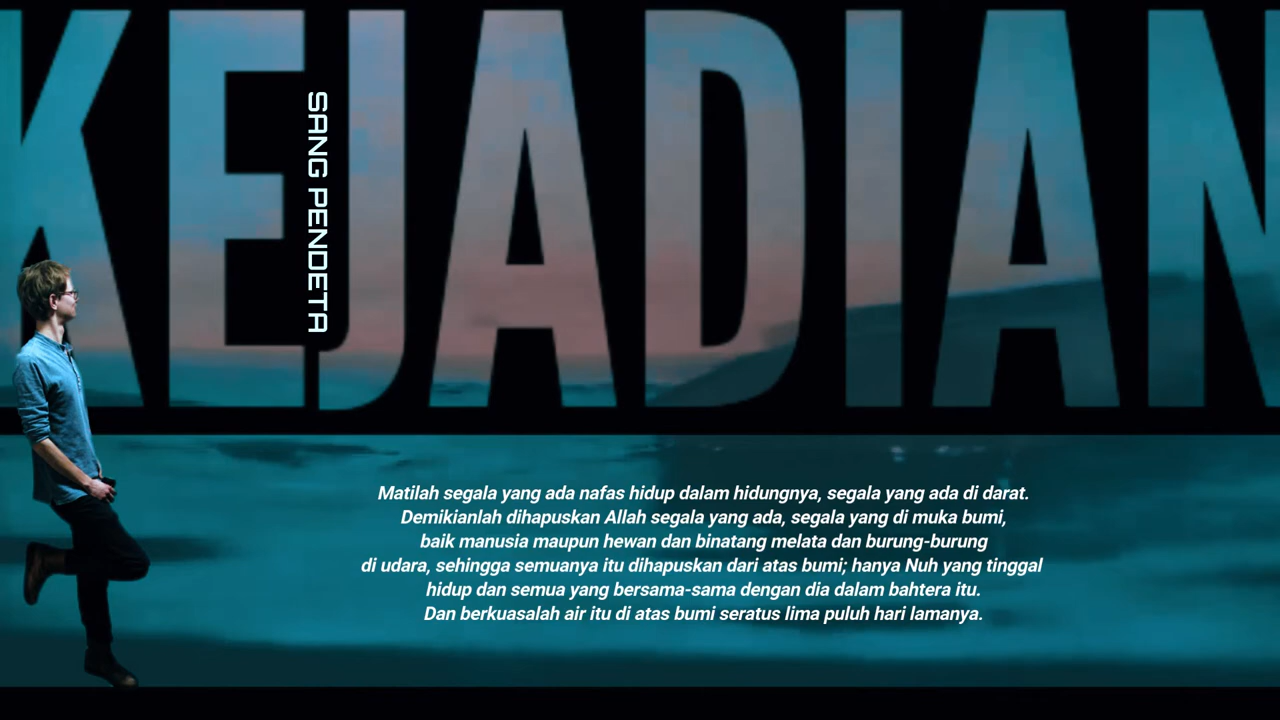 KEJADIAN
SANG PENDETA
Matilah segala yang ada nafas hidup dalam hidungnya, segala yang ada di darat.
Demikianlah dihapuskan Allah segala yang ada, segala yang di muka bumi,
baik manusia maupun hewan dan binatang melata dan burung-burung
di udara, sehingga semuanya itu dihapuskan dari atas bumi; hanya Nuh yang tinggal
hidup dan semua yang bersama-sama dengan dia dalam bahtera itu.
Dan berkuasalah air itu di atas bumi seratus lima puluh hari lamanya.